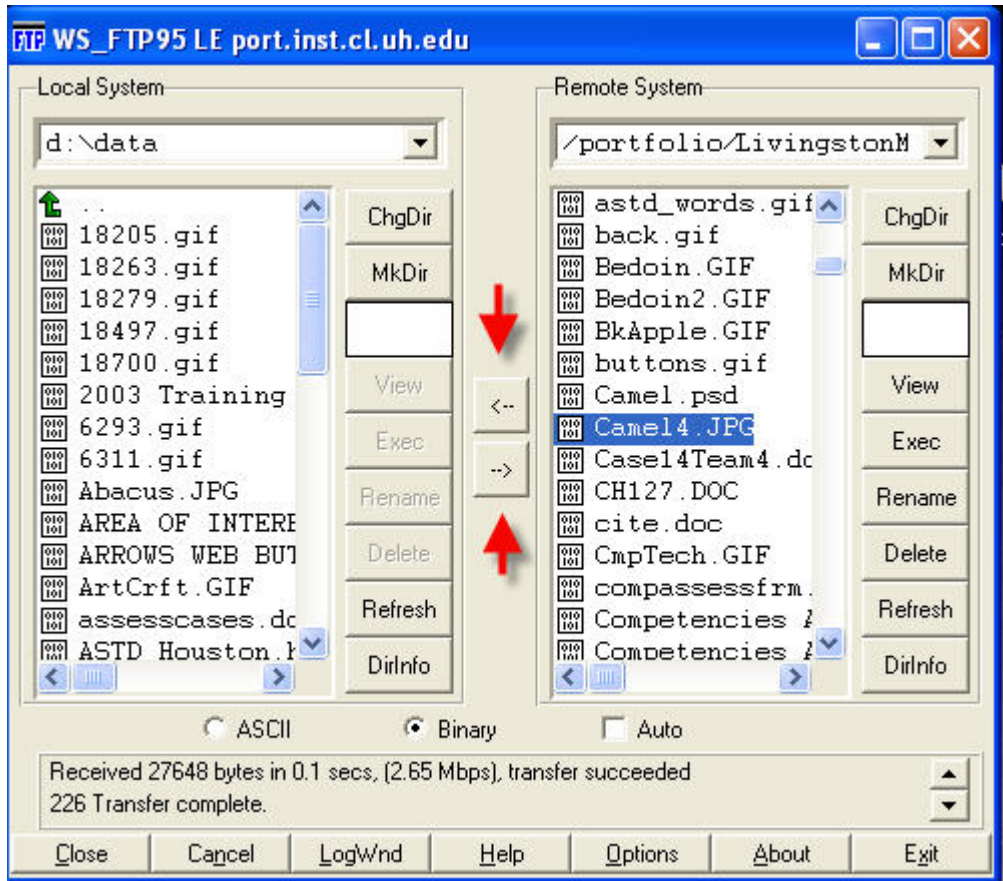 WS_FTP95 LE port.inst.cl.uh.edu
Local System
d:\data
..
18205.gif
18263.gif
18279.gif
18497.gif
18700.gif
2003 Training
6293.gif
6311.gif
Abacus.JPG
AREA OF INTERE
ARROWS WEB BUT
ArtCrft.GIF
assesscases.do
ASTD Houston.h
ChgDir
MkDir
View
Exec
Rename
Delete
Refresh
DirInfo
<--
-->
Remote System
/portfolio/LivingstonM
astd_words.gif
back.gif
Bedoin.GIF
Bedoin2.GIF
BkApple.GIF
buttons.gif
Camel.psd
Camel4.JPG
Case14Team4.do
CH127.DOC
cite.doc
CmpTech.GIF
compassessfrm.
Competencies A
Competencies A
ChgDir
MkDir
View
Exec
Rename
Delete
Refresh
DirInfo
ASCII Binary Auto
Received 27648 bytes in 0.1 secs, (2.65 Mbps), transfer succeeded
226 Transfer complete.
Close Cancel LogWnd Help Options About Exit